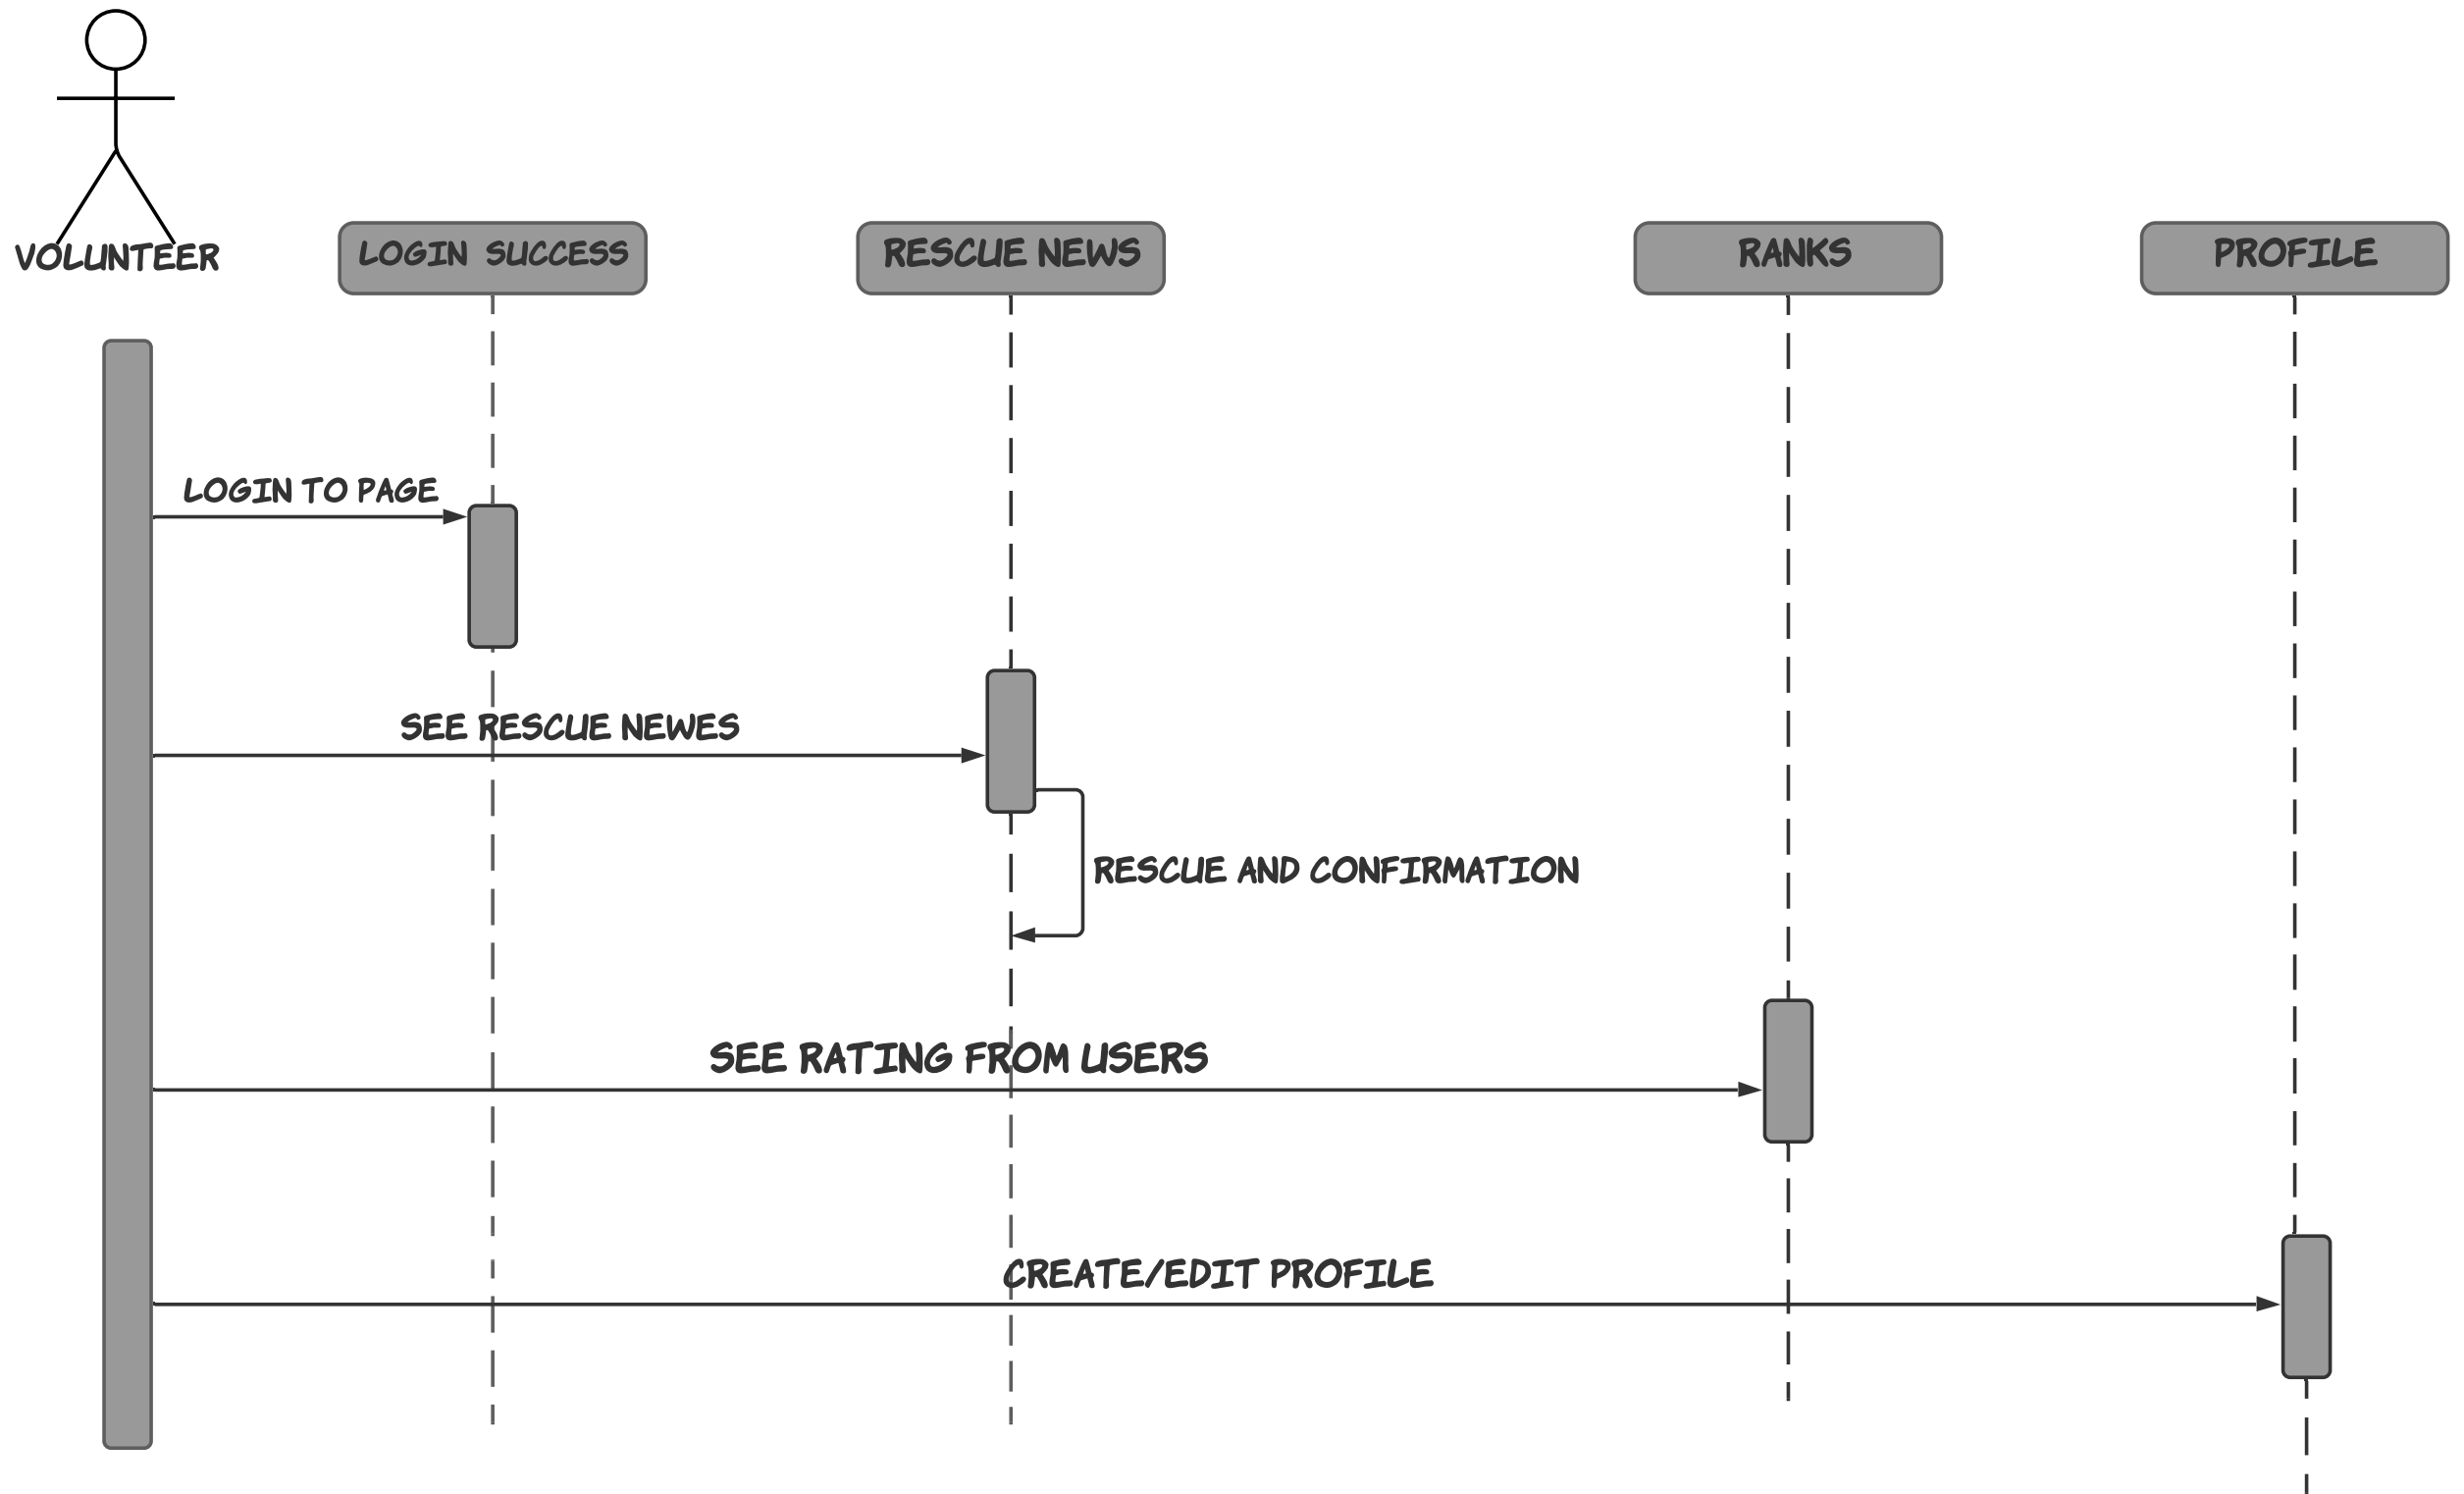 VOLUNTEER
LOGIN SUCCESS
RESCUE NEWS
RANKS
PROFILE
LOGIN TO PAGE
SEE RESCUE NEWS
RESCUE AND CONFIRMATION
SEE RATING FROM USERS
CREATE/EDIT PROFILE